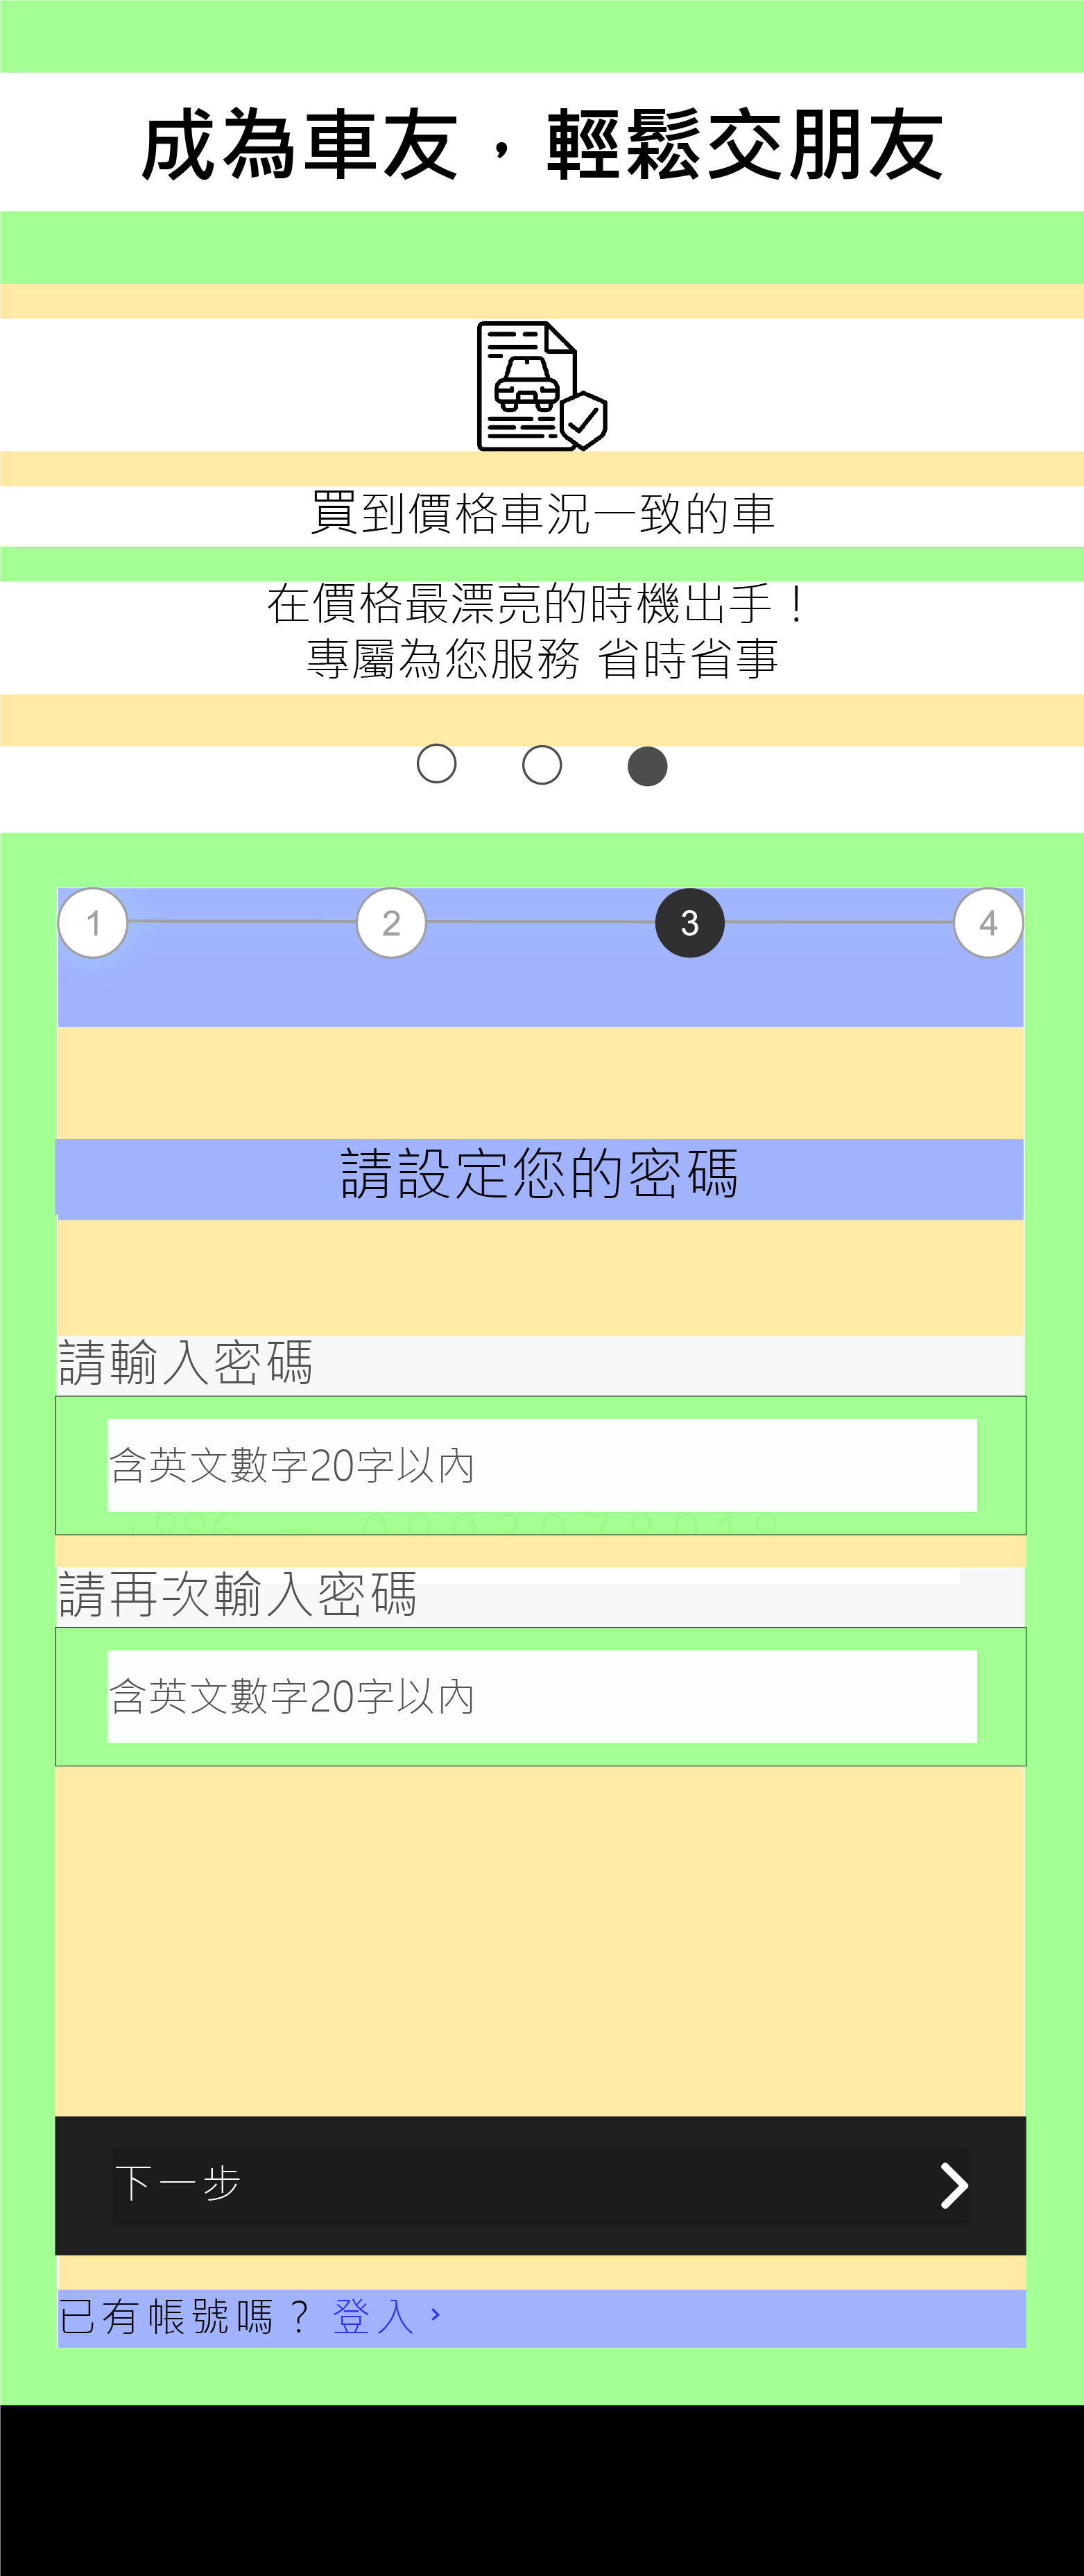 成為車友，輕鬆交朋友
買到價格車況一致的車
在價格最漂亮的時機出手！
專屬為您服務 省時省事
1 2 3 4
請設定您的密碼
請輸入密碼
含英文數字20字以內
請再次輸入密碼
含英文數字20字以內
下一步
已有帳號嗎？ 登入 ›